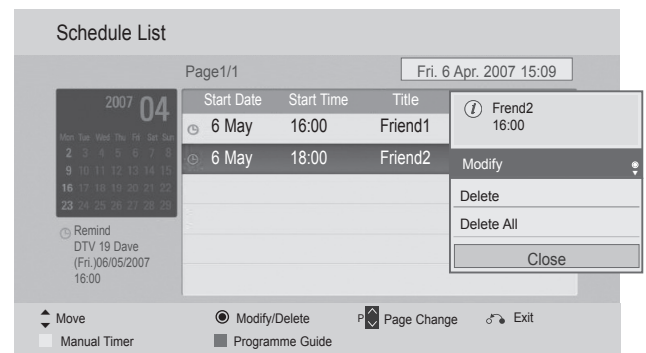 Schedule List
Page1/1
Fri. 6 Apr. 2007 15:09
2007 04
Mon Tue Wed Thu Fri Sat Sun
2 3 4 5 6 7 8
9 10 11 12 13 14 15
16 17 18 19 20 21 22
23 24 25 26 27 28 29
Remind
DTV 19 Dave
(Fri.)06/05/2007
16:00
Start Date Start Time Title
6 May 16:00 Friend1
6 May 18:00 Friend2
Frend2
16:00
Modify
Delete
Delete All
Close
Move
Modify/Delete
P Page Change
Exit
Manual Timer
Programme Guide